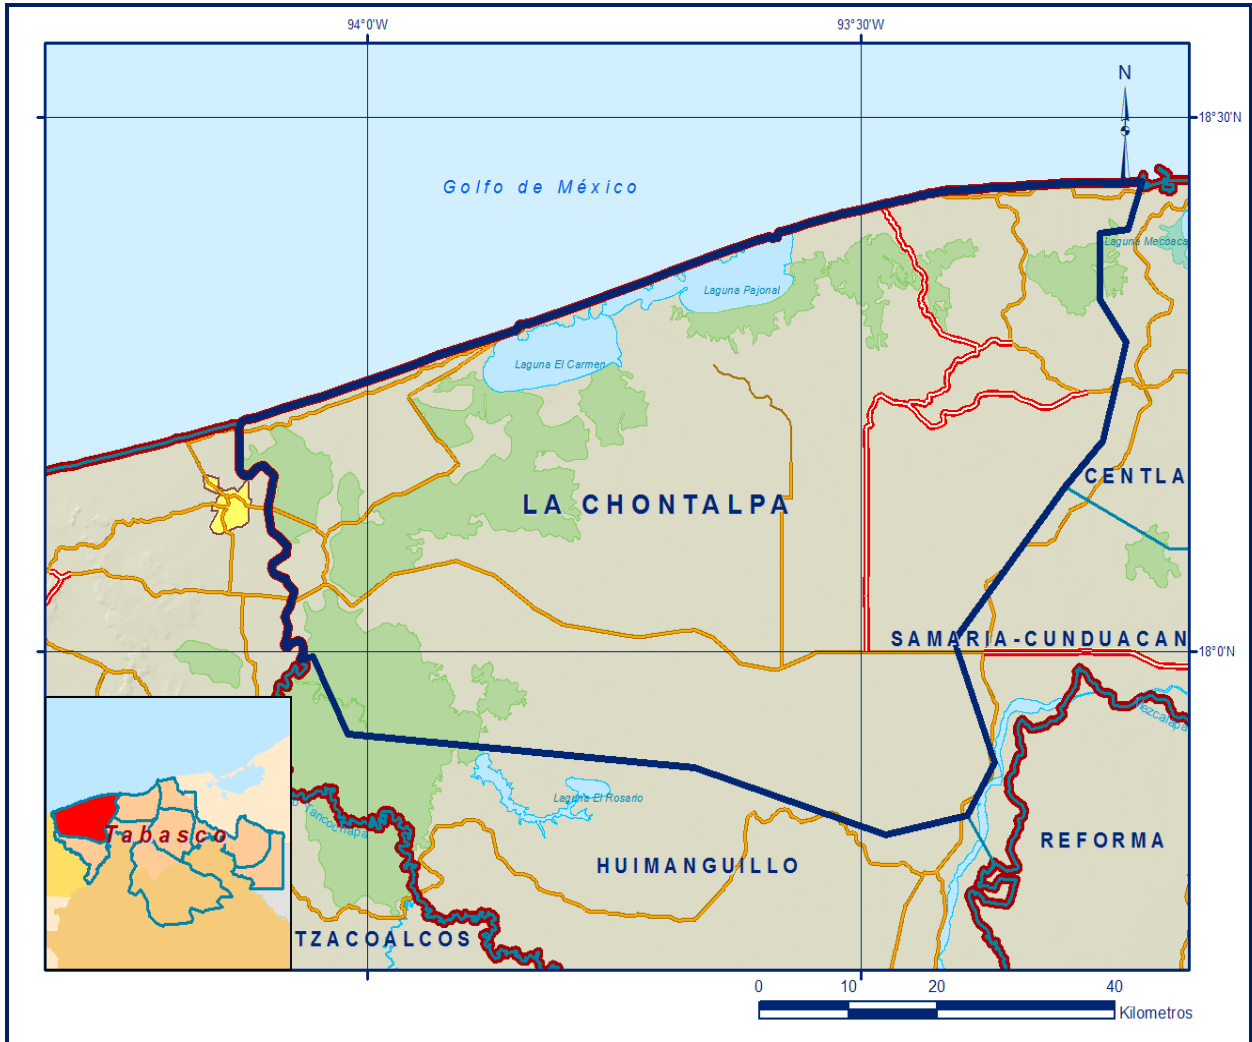 94°0'W
93°30'W
N
18°30'N
Golfo de México
Laguna Mecoaca
Laguna Pajonal
Laguna El Carmen
CENTLA
LA CHONTALPA
SAMARIA-CUNDUACAN
18°0'N
Mezcalapa
Laguna El Rosario
Tancochapa
Tabasco
REFORMA
HUIMANGUILLO
TZACOALCOS
0 10 20 40
Kilometros